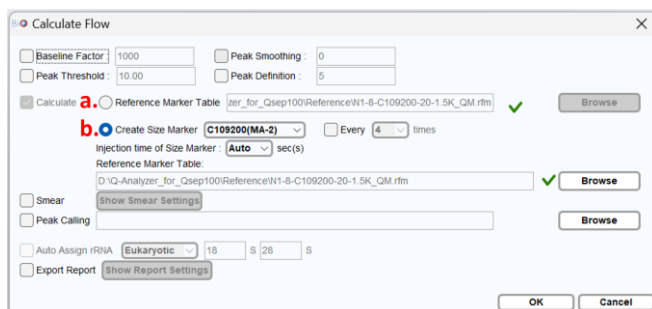 Calculate Flow
Baseline Factor : 1000 Peak Smoothing : 0
Peak Threshold : 10.00 Peak Definition : 5
Calculate a. Reference Marker Table zer_for_Qsep100\Reference\N1-8-C109200-20-1.5K_QM.rfm Browse
b. Create Size Marker C109200(MA-2) Every 4 times
Injection time of Size Marker : Auto sec(s)
Reference Marker Table:
D:\Q-Analyzer_for_Qsep100\Reference\N1-8-C109200-20-1.5K_QM.rfm Browse
Smear Show Smear Settings
Peak Calling Browse
Auto Assign rRNA Eukaryotic 18 S 28 S
Export Report Show Report Settings
OK Cancel